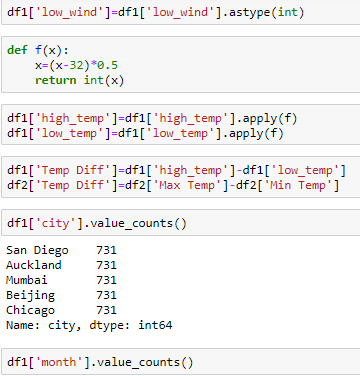 df1['low_wind']=df1['low_wind'].astype(int)
def f(x):
    x=(x-32)*0.5
    return int(x)
df1['high_temp']=df1['high_temp'].apply(f)
df1['low_temp']=df1['low_temp'].apply(f)
df1['Temp Diff']=df1['high_temp']-df1['low_temp']
df2['Temp Diff']=df2['Max Temp']-df2['Min Temp']
df1['city'].value_counts()
San Diego    731
Auckland     731
Mumbai       731
Beijing      731
Chicago      731
Name: city, dtype: int64
df1['month'].value_counts()